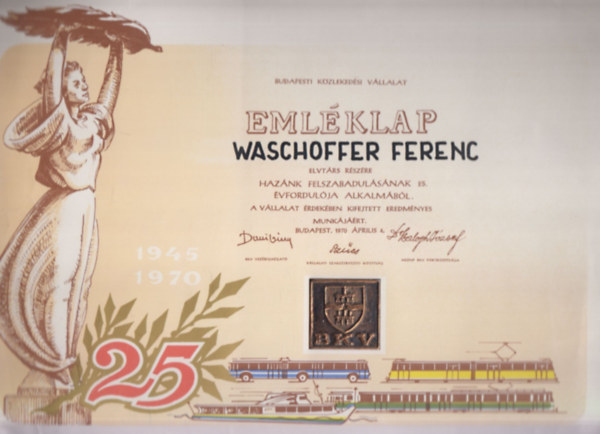 BUDAPESTI KÖZLEKEDÉSI VÁLLALAT
EMLÉKLAP
WASCHOFFER FERENC
ELVTÁRS RÉSZÉRE
HAZÁNK FELSZABADULÁSÁNAK 25.
ÉVFORDULÓJA ALKALMÁBÓL.
A VÁLLALAT ÉRDEKÉBEN KIFEJTETT EREDMÉNYES
MUNKÁJÁÉRT.
BUDAPEST, 1970 ÁPRILIS 4.
1945
1970
BKV
25